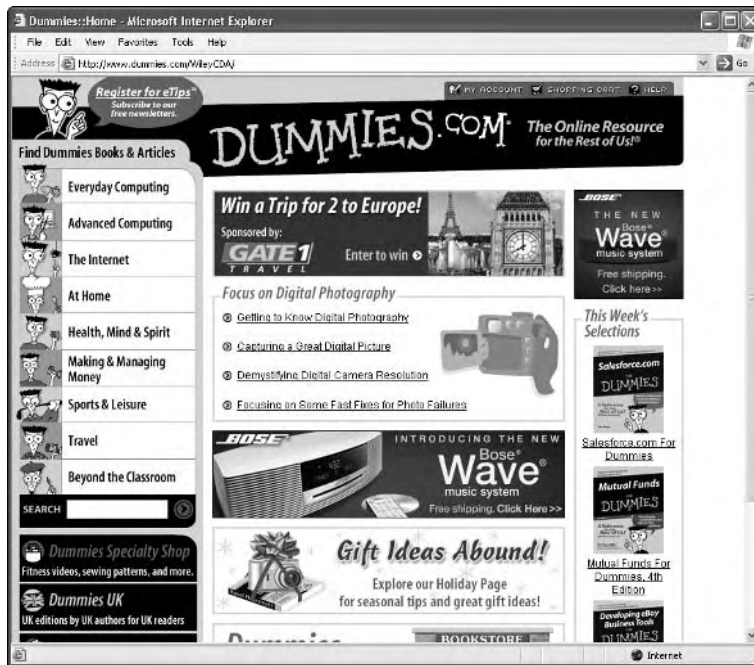 Dummies::Home - Microsoft Internet Explorer
File Edit View Favorites Tools Help
Address http://www.dummies.com/WileyCDA/ Go
Register for eTips™
Subscribe to our
free newsletters.
MY ACCOUNT SHOPPING CART HELP
DUMMIES.COM®
The Online Resource
for the Rest of Us!®
Find Dummies Books & Articles
Everyday Computing
Advanced Computing
The Internet
At Home
Health, Mind & Spirit
Making & Managing
Money
Sports & Leisure
Travel
Beyond the Classroom
SEARCH
Dummies Specialty Shop
Fitness videos, sewing patterns, and more.
Dummies UK
UK editions by UK authors for UK readers
Win a Trip for 2 to Europe!
Sponsored by:
GATE 1
TRAVEL
Enter to win
Focus on Digital Photography
Getting to Know Digital Photography
Capturing a Great Digital Picture
Demystifying Digital Camera Resolution
Focusing on Some Fast Fixes for Photo Failures
BOSE
INTRODUCING THE NEW
Bose®
Wave®
music system
Free shipping. Click Here >>
Gift Ideas Abound!
Explore our Holiday Page
for seasonal tips and great gift ideas!
Dummies
BOOKSTORE
BOSE
THE NEW
Bose®
Wave®
music system
Free shipping.
Click here >>
This Week's
Selections
Salesforce.com
FOR
DUMMIES
Salesforce.com For
Dummies
Mutual Funds
FOR
DUMMIES
Mutual Funds For
Dummies, 4th
Edition
Developing eBay
Business Tools
FOR
DUMMIES
Internet